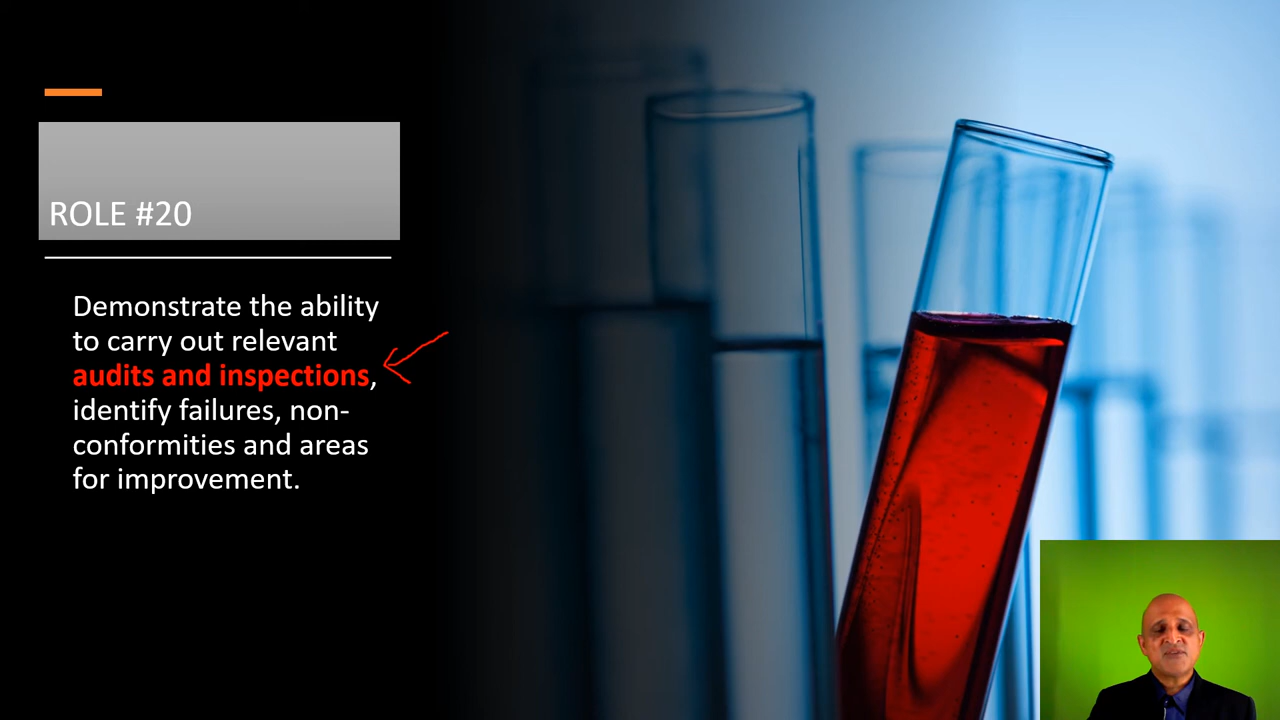 ROLE #20
Demonstrate the ability
to carry out relevant
audits and inspections,
identify failures, non-
conformities and areas
for improvement.